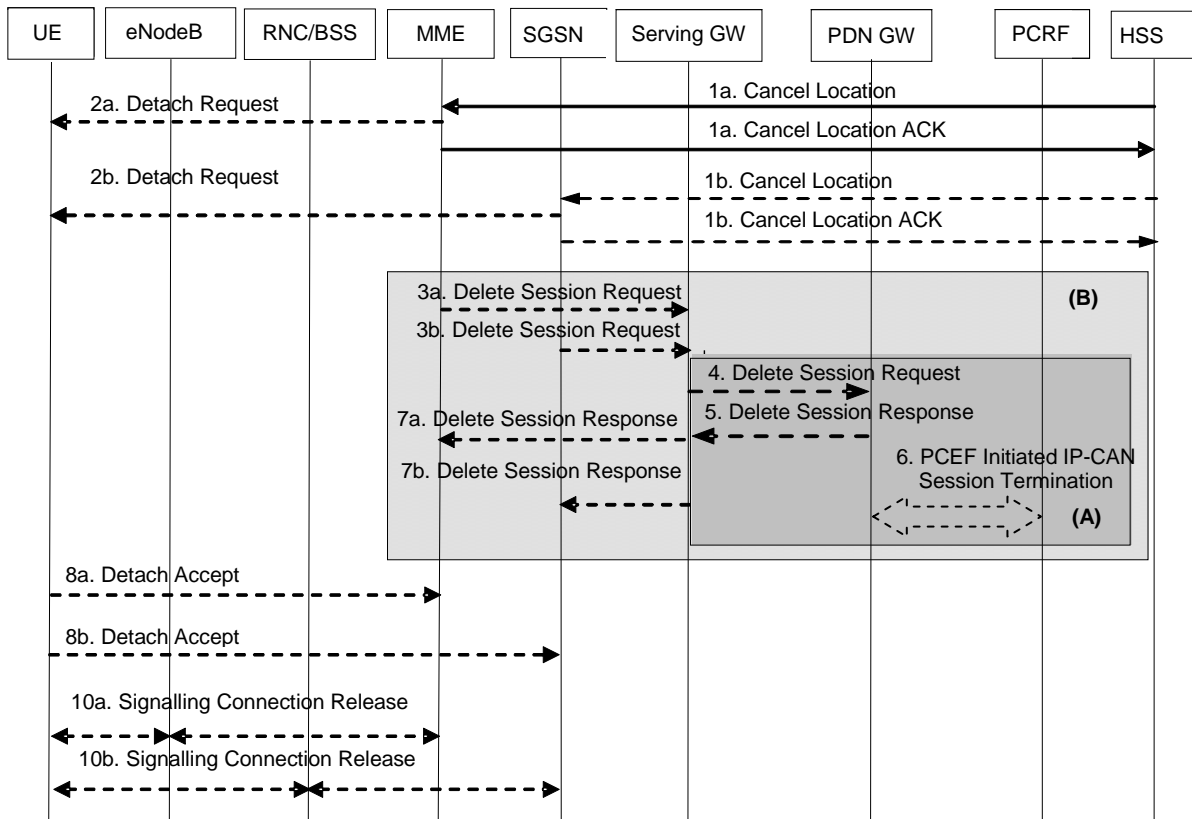 UE
eNodeB
RNC/BSS
MME
SGSN
Serving GW
PDN GW
PCRF
HSS
1a. Cancel Location
2a. Detach Request
1a. Cancel Location ACK
2b. Detach Request
1b. Cancel Location
1b. Cancel Location ACK
3a. Delete Session Request
(B)
3b. Delete Session Request
4. Delete Session Request
5. Delete Session Response
7a. Delete Session Response
6. PCEF Initiated IP-CAN
Session Termination
7b. Delete Session Response
(A)
8a. Detach Accept
8b. Detach Accept
10a. Signalling Connection Release
10b. Signalling Connection Release